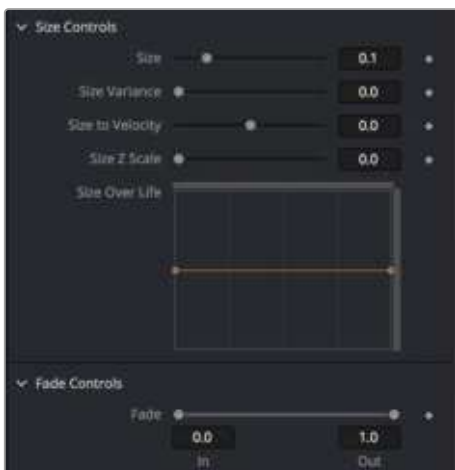 Size Controls
Size 0.1
Size Variance 0.0
Size to Velocity 0.0
Size Z Scale 0.0
Size Over Life
Fade Controls
Fade
0.0 1.0
In Out